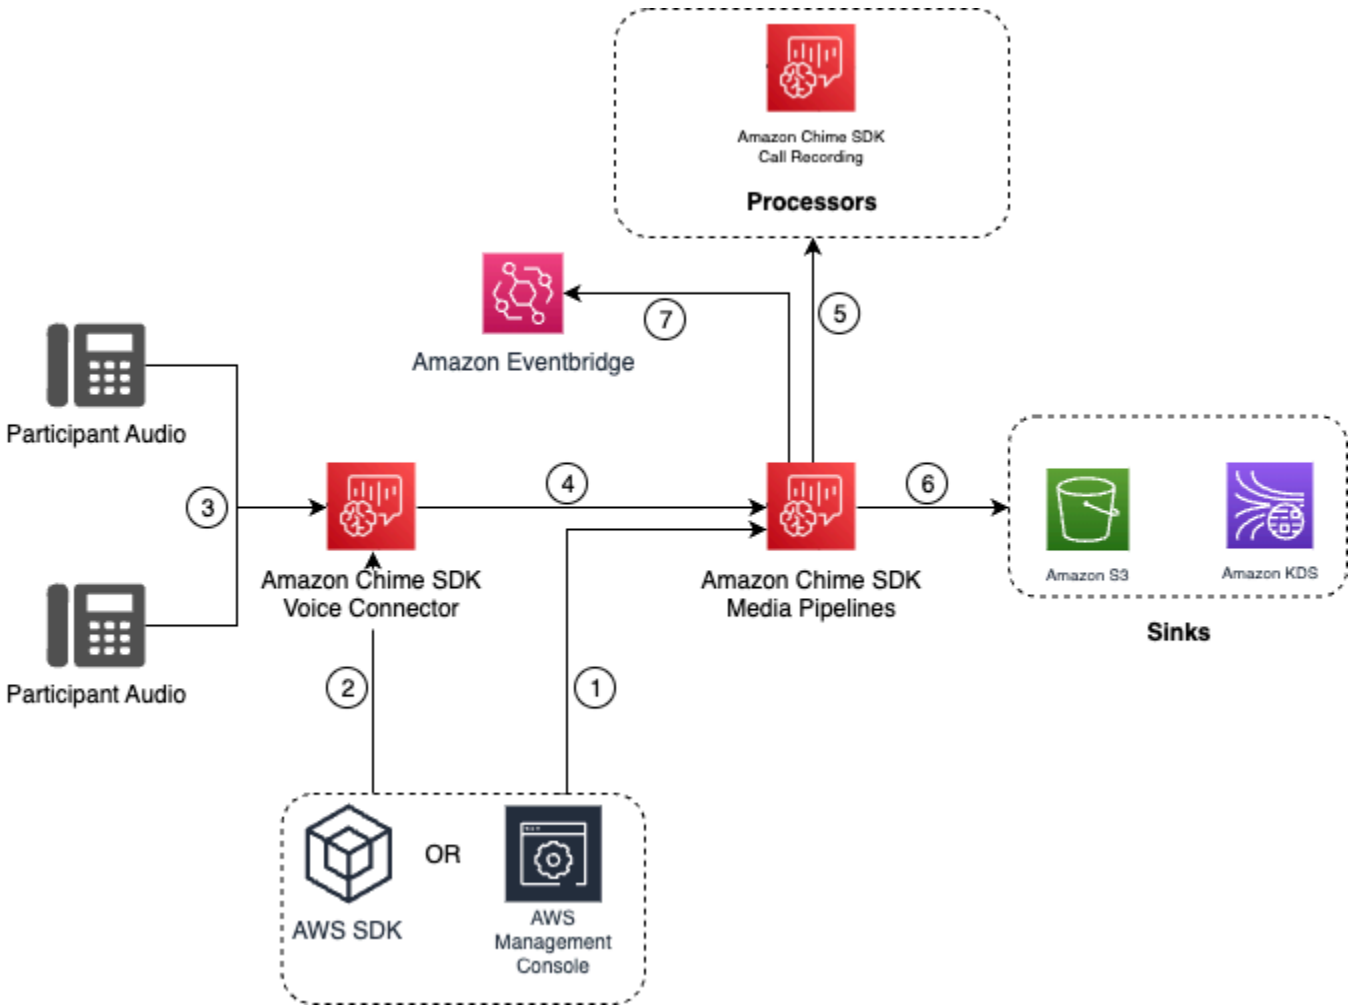 Amazon Chime SDK
Call Recording
Processors
7
5
Amazon Eventbridge
Participant Audio
3
4
6
Amazon Chime SDK
Voice Connector
Amazon Chime SDK
Media Pipelines
Amazon S3
Amazon KDS
Sinks
Participant Audio
2
1
OR
AWS SDK
AWS
Management
Console